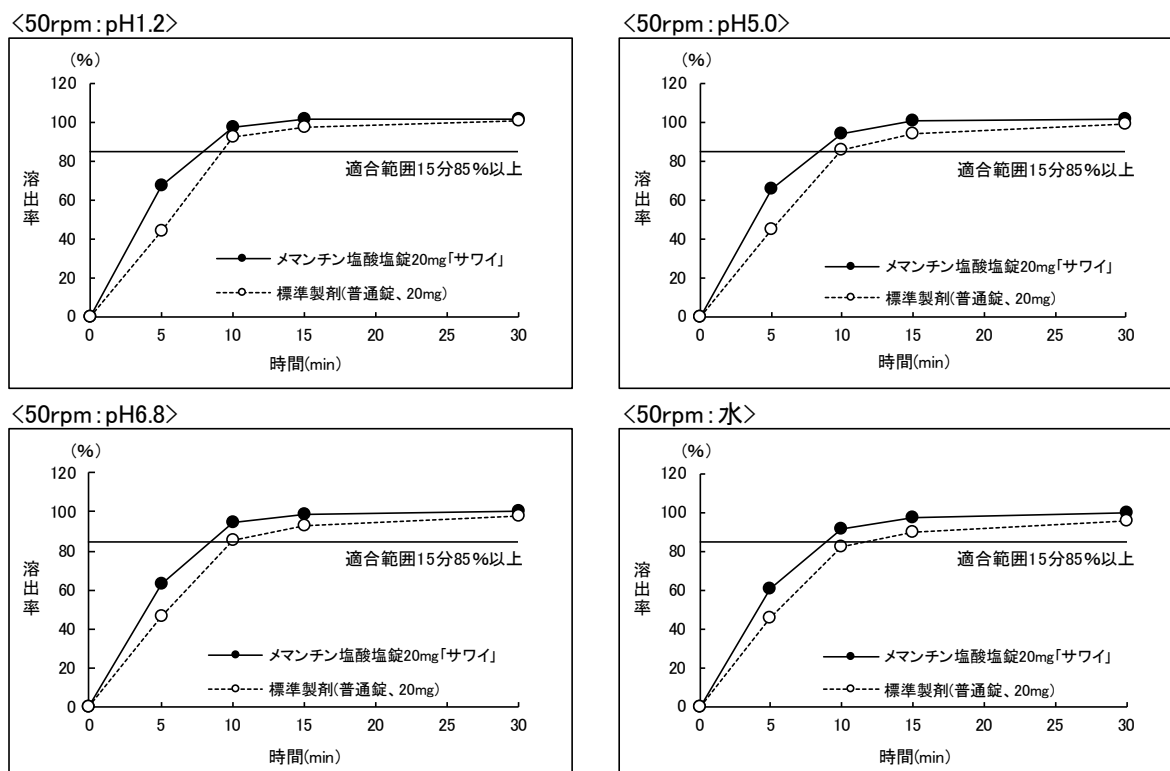 <50rpm:pH1.2>
(%)
120
100
80
60
40
20
0
溶出率
適合範囲15分85%以上
メマンチン塩酸塩錠20mg「サワイ」
標準製剤(普通錠、20mg)
0 5 10 15 20 25 30
時間(min)
<50rpm:pH5.0>
(%)
120
100
80
60
40
20
0
溶出率
適合範囲15分85%以上
メマンチン塩酸塩錠20mg「サワイ」
標準製剤(普通錠、20mg)
0 5 10 15 20 25 30
時間(min)
<50rpm:pH6.8>
(%)
120
100
80
60
40
20
0
溶出率
適合範囲15分85%以上
メマンチン塩酸塩錠20mg「サワイ」
標準製剤(普通錠、20mg)
0 5 10 15 20 25 30
時間(min)
<50rpm:水>
(%)
120
100
80
60
40
20
0
溶出率
適合範囲15分85%以上
メマンチン塩酸塩錠20mg「サワイ」
標準製剤(普通錠、20mg)
0 5 10 15 20 25 30
時間(min)